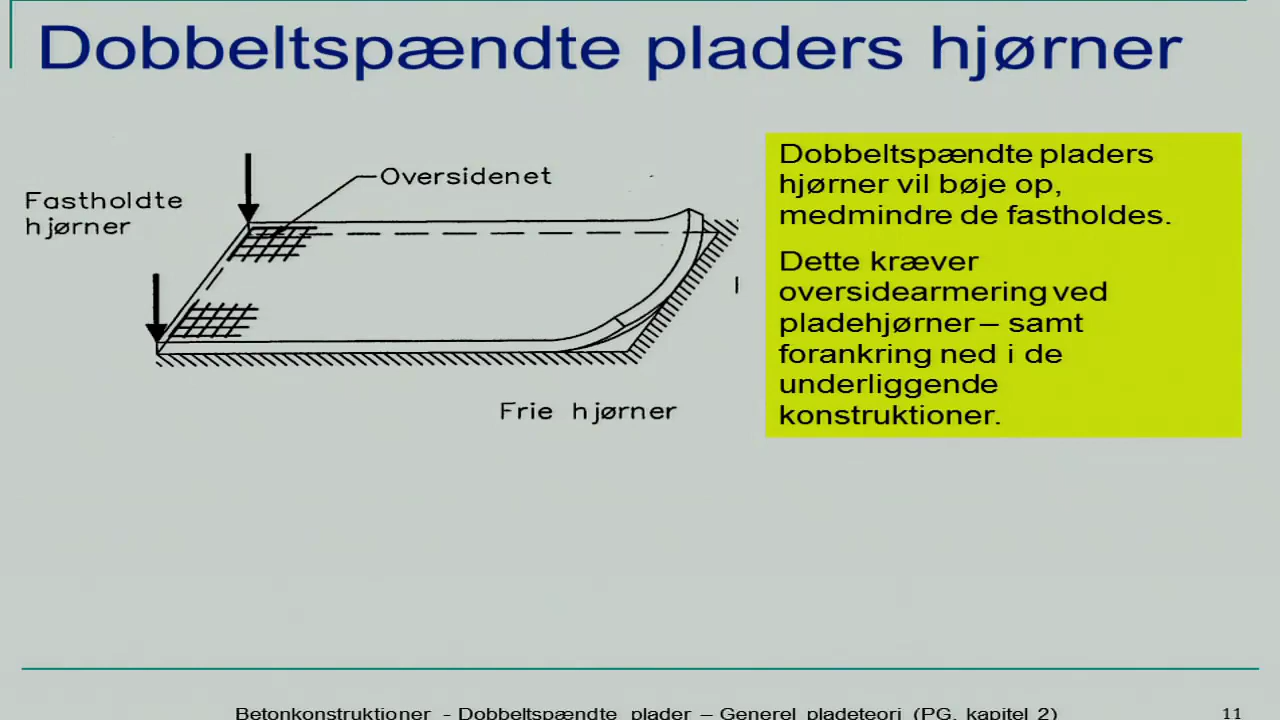 Dobbeltspændte pladers hjørner
Oversidenet
Fastholdte
hjørner
Frie hjørner
Dobbeltspændte pladers
hjørner vil bøje op,
medmindre de fastholdes.
Dette kræver
oversidearmering ved
pladehjørner – samt
forankring ned i de
underliggende
konstruktioner.
Betonkonstruktioner - Dobbeltspændte plader – Generel pladeteori (PG, kapitel 2)
11